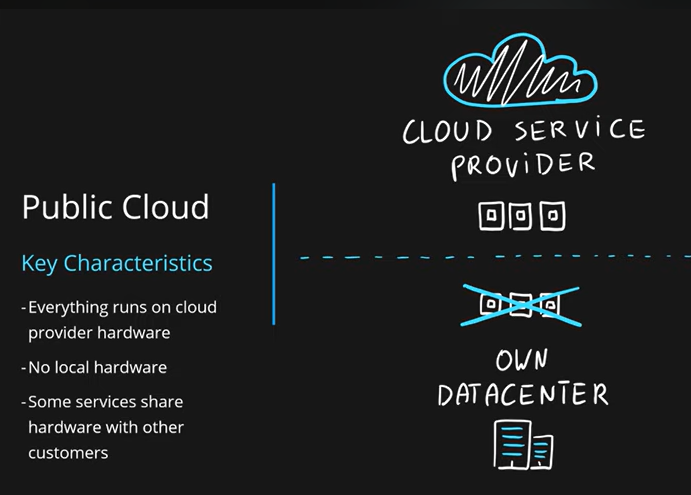 Public Cloud
Key Characteristics
-Everything runs on cloud
provider hardware
-No local hardware
-Some services share
hardware with other
customers
CLOUD SERVICE
PROVIDER
OWN
DATACENTER